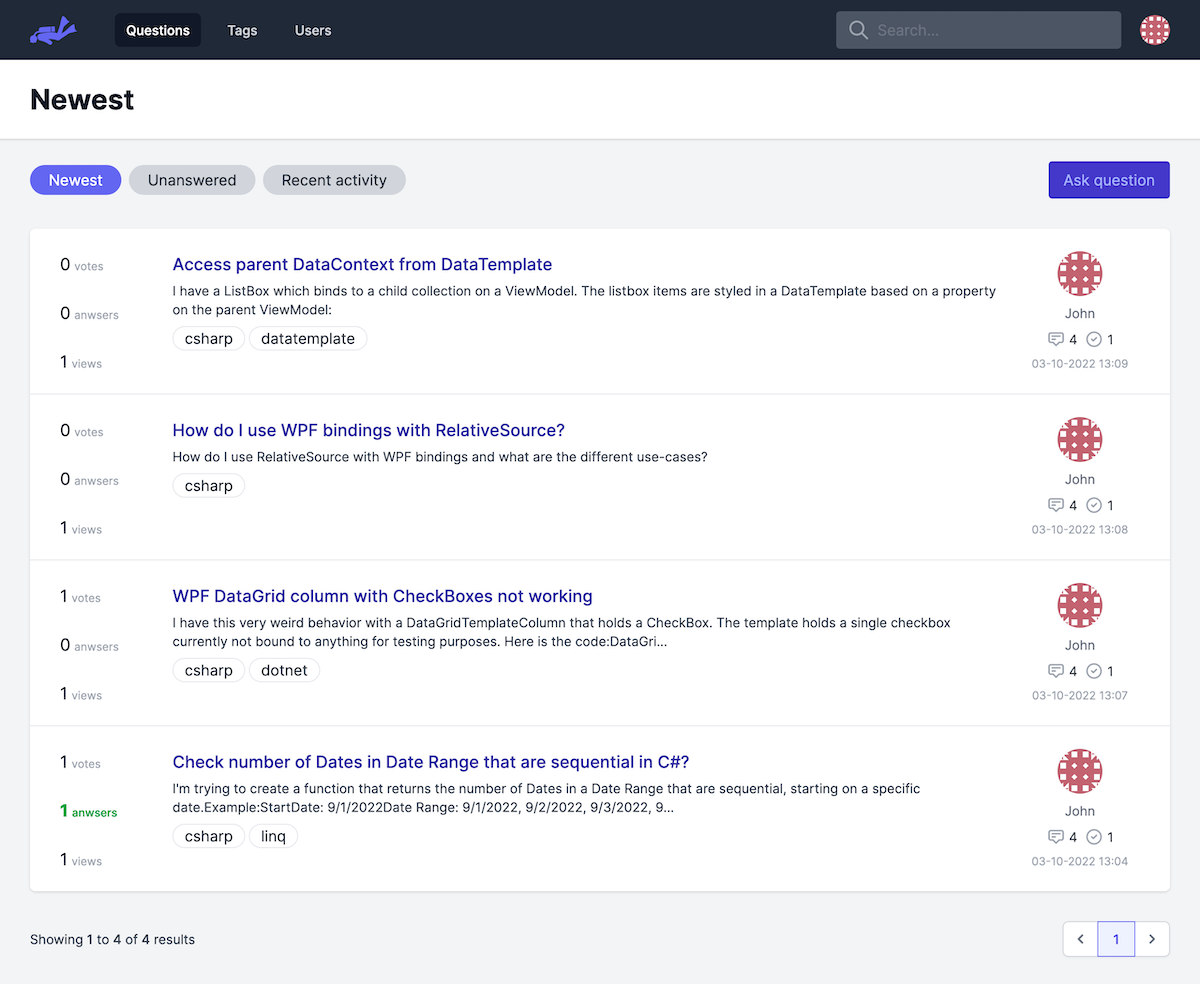 Questions Tags Users Search...
Newest
Newest Unanswered Recent activity Ask question
0 votes
0 anwsers
1 views
Access parent DataContext from DataTemplate
I have a ListBox which binds to a child collection on a ViewModel. The listbox items are styled in a DataTemplate based on a property
on the parent ViewModel:
csharp datatemplate
John
4 1
03-10-2022 13:09
0 votes
0 anwsers
1 views
How do I use WPF bindings with RelativeSource?
How do I use RelativeSource with WPF bindings and what are the different use-cases?
csharp
John
4 1
03-10-2022 13:08
1 votes
0 anwsers
1 views
WPF DataGrid column with CheckBoxes not working
I have this very weird behavior with a DataGridTemplateColumn that holds a CheckBox. The template holds a single checkbox
currently not bound to anything for testing purposes. Here is the code:DataGri...
csharp dotnet
John
4 1
03-10-2022 13:07
1 votes
1 anwsers
1 views
Check number of Dates in Date Range that are sequential in C#?
I'm trying to create a function that returns the number of Dates in a Date Range that are sequential, starting on a specific
date.Example:StartDate: 9/1/2022Date Range: 9/1/2022, 9/2/2022, 9/3/2022, 9...
csharp linq
John
4 1
03-10-2022 13:04
Showing 1 to 4 of 4 results
1